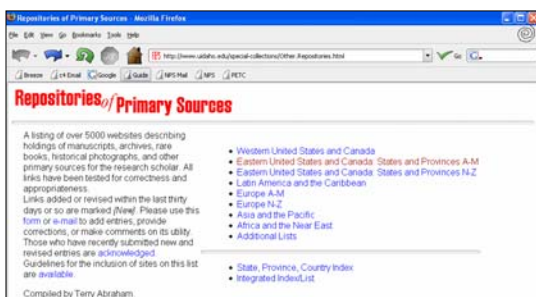 Repositories of Primary Sources - Mozilla Firefox
File Edit View Go Bookmarks Tools Help
http://www.uidaho.edu/special-collections/Other.Repositories.html
Go
Breeze r4 Email Google Guide NPS Mail NPS PETC
Repositories of Primary Sources
A listing of over 5000 websites describing
holdings of manuscripts, archives, rare
books, historical photographs, and other
primary sources for the research scholar. All
links have been tested for correctness and
appropriateness.
Links added or revised within the last thirty
days or so are marked [New]. Please use this
form or e-mail to add entries, provide
corrections, or make comments on its utility.
Those who have recently submitted new and
revised entries are acknowledged.
Guidelines for the inclusion of sites on this list
are available.
Compiled by Terry Abraham.
Western United States and Canada
Eastern United States and Canada: States and Provinces A-M
Eastern United States and Canada: States and Provinces N-Z
Latin America and the Caribbean
Europe A-M
Europe N-Z
Asia and the Pacific
Africa and the Near East
Additional Lists
State, Province, Country Index
Integrated Index/List